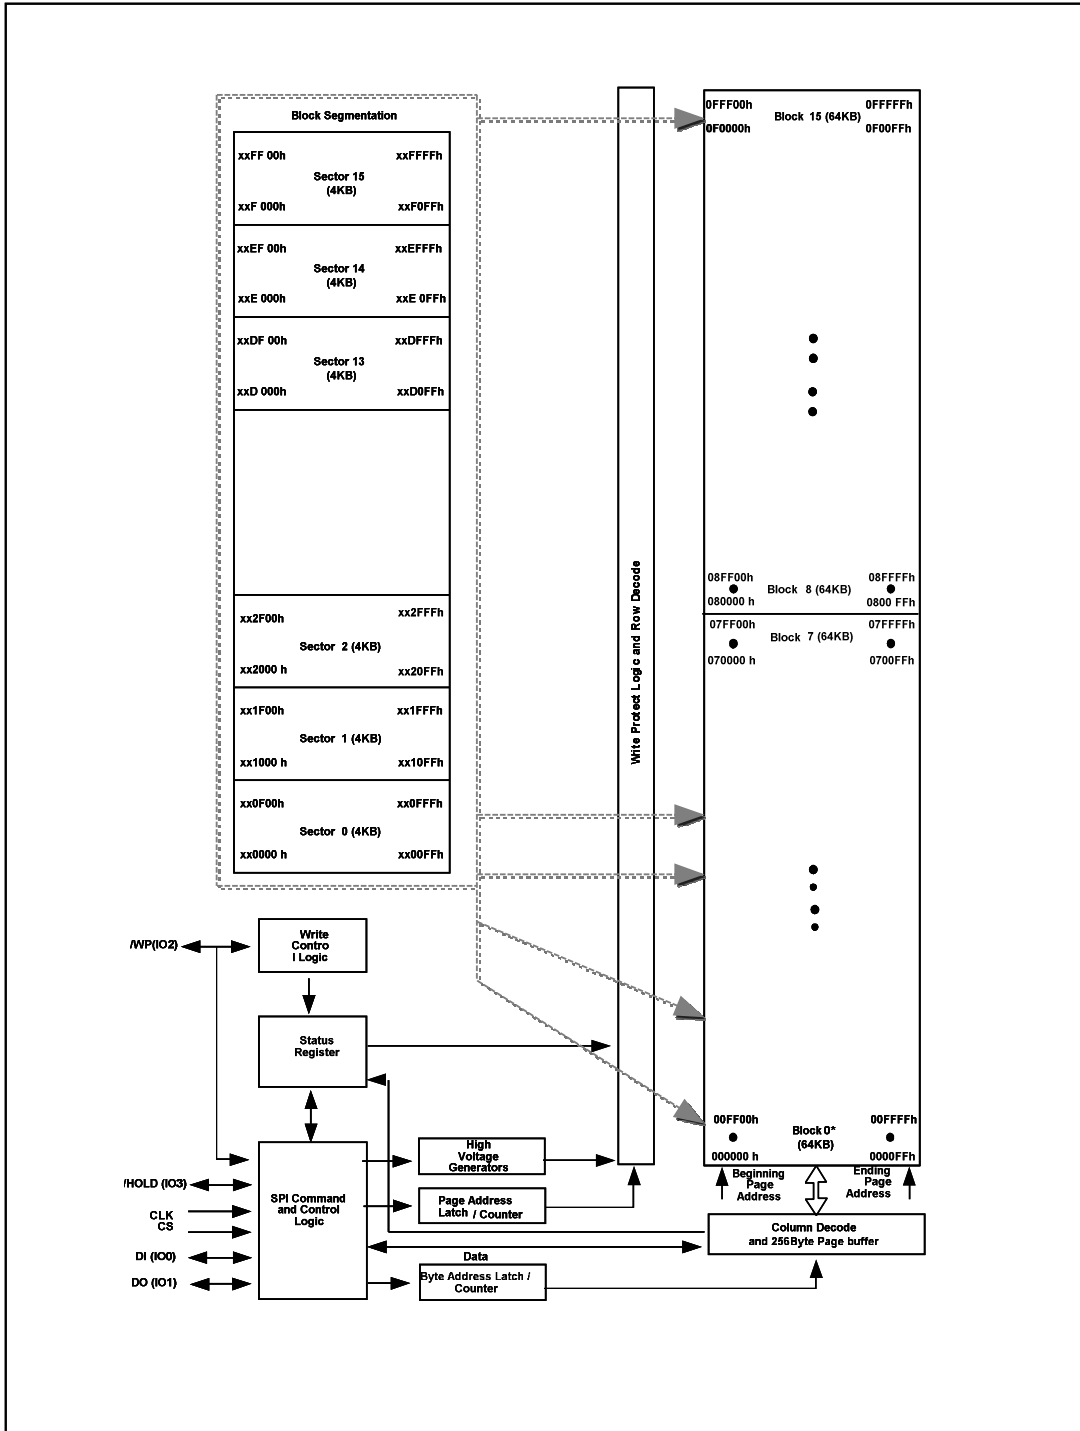 Block Segmentation
xxFF 00h xxFFFFh
Sector 15
(4KB)
xxF 000h xxF0FFh
xxEF 00h xxEFFFh
Sector 14
(4KB)
xxE 000h xxE 0FFh
xxDF 00h xxDFFFh
Sector 13
(4KB)
xxD 000h xxD0FFh
xx2F00h xx2FFFh
Sector 2 (4KB)
xx2000 h xx20FFh
xx1F00h xx1FFFh
Sector 1 (4KB)
xx1000 h xx10FFh
xx0F00h xx0FFFh
Sector 0 (4KB)
xx0000 h xx00FFh
Write Protect Logic and Row Decode
0FFF00h 0FFFFFh
Block 15 (64KB)
0F0000h 0F00FFh
08FF00h 08FFFFh
Block 8 (64KB)
080000 h 0800 FFh
07FF00h 07FFFFh
Block 7 (64KB)
070000 h 0700FFh
00FF00h 00FFFFh
Block 0*
(64KB)
000000 h 0000FFh
Beginning
Page
Address
Ending
Page
Address
Column Decode
and 256Byte Page buffer
/WP(IO2)
Write
Contro
l Logic
Status
Register
/HOLD (IO3)
CLK
CS
DI (IO0)
DO (IO1)
SPI Command
and Control
Logic
High
Voltage
Generators
Page Address
Latch / Counter
Data
Byte Address Latch /
Counter